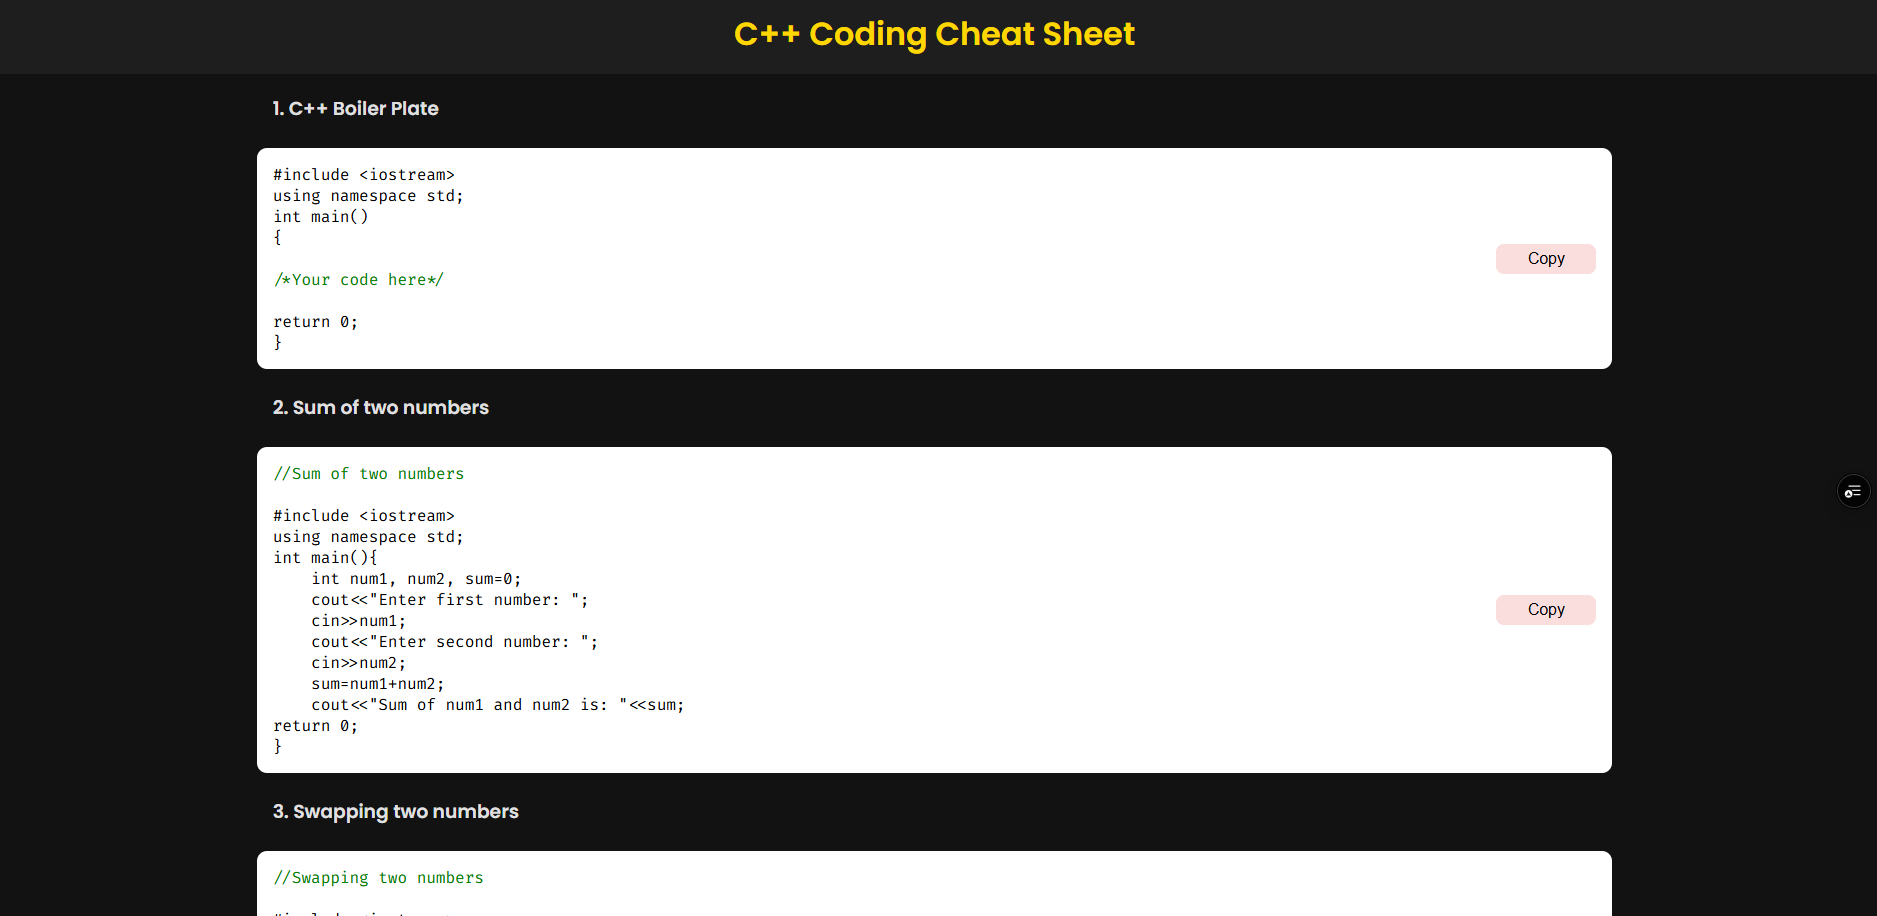 C++ Coding Cheat Sheet
1. C++ Boiler Plate
#include <iostream>
using namespace std;
int main()
{
/*Your code here*/
return 0;
}
Copy
2. Sum of two numbers
//Sum of two numbers
#include <iostream>
using namespace std;
int main(){
    int num1, num2, sum=0;
    cout<<"Enter first number: ";
    cin>>num1;
    cout<<"Enter second number: ";
    cin>>num2;
    sum=num1+num2;
    cout<<"Sum of num1 and num2 is: "<<sum;
return 0;
}
Copy
3. Swapping two numbers
//Swapping two numbers